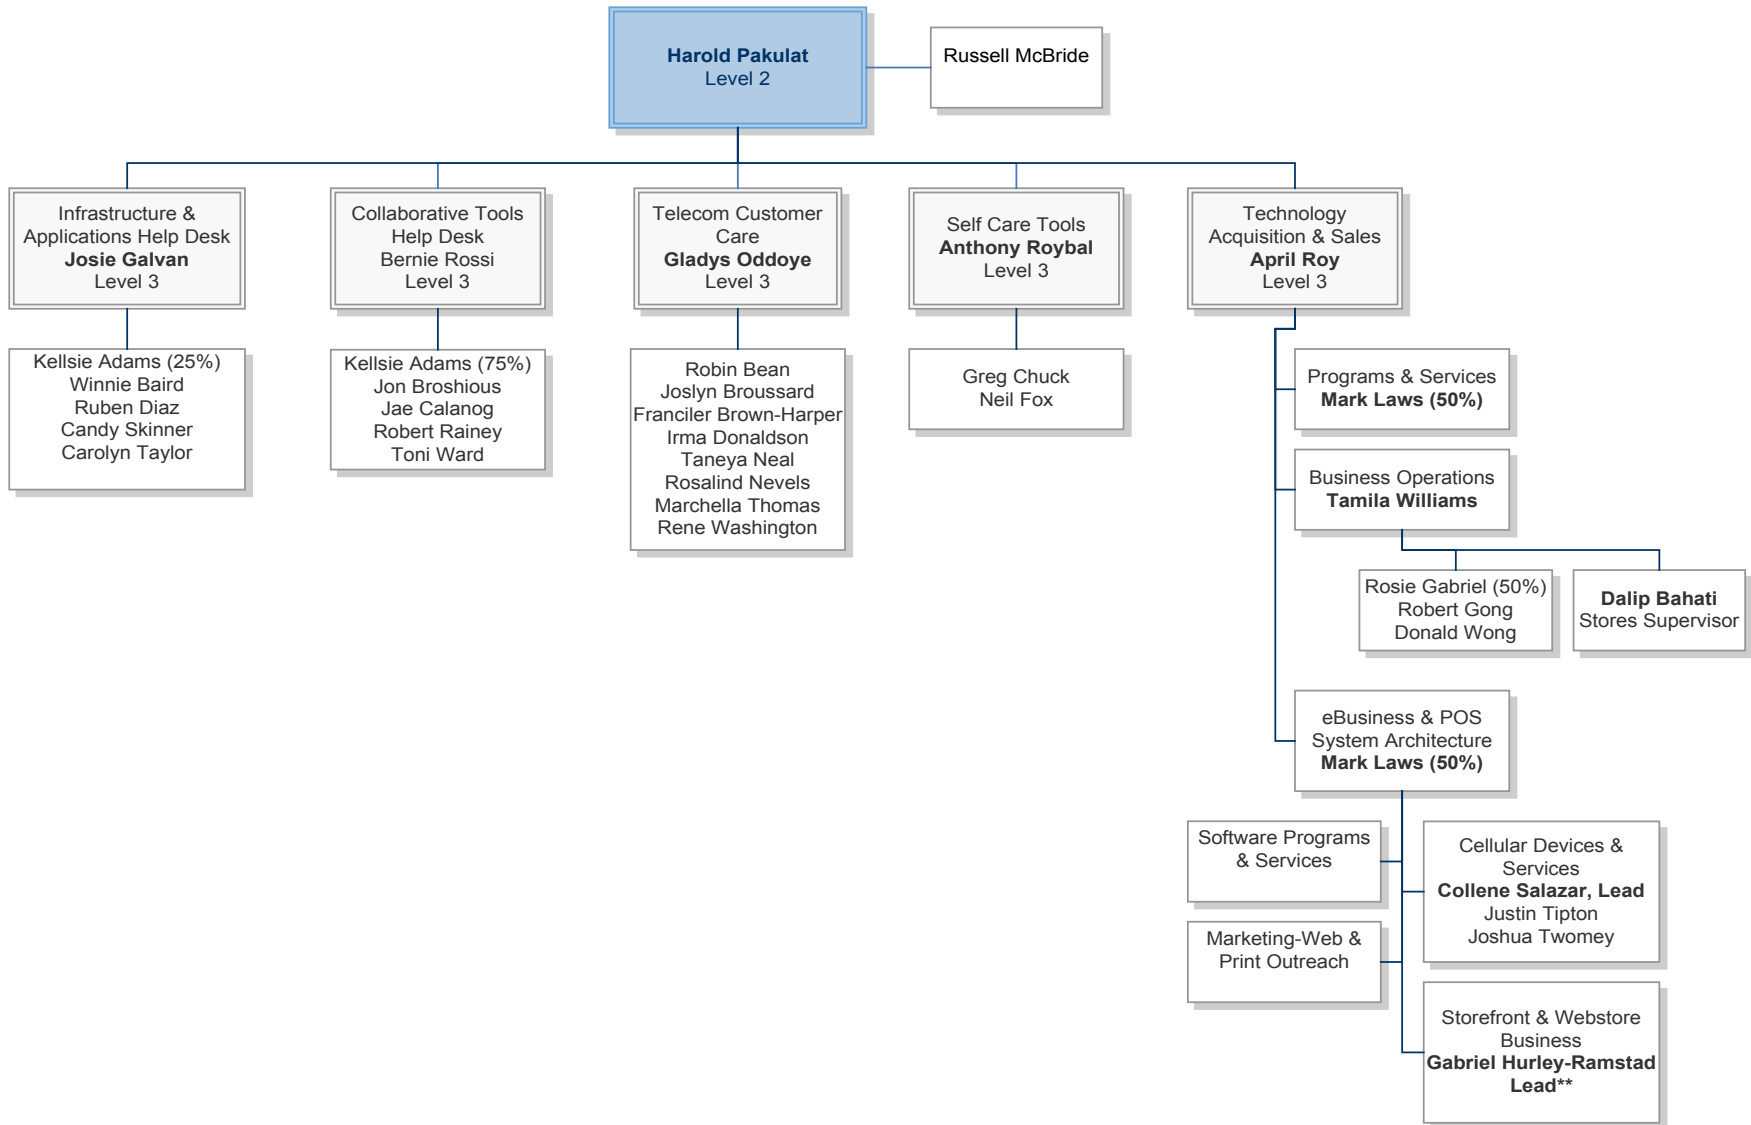 Harold Pakulat
Level 2
Russell McBride
Infrastructure &
Applications Help Desk
Josie Galvan
Level 3
Collaborative Tools
Help Desk
Bernie Rossi
Level 3
Telecom Customer
Care
Gladys Oddoye
Level 3
Self Care Tools
Anthony Roybal
Level 3
Technology
Acquisition & Sales
April Roy
Level 3
Kellsie Adams (25%)
Winnie Baird
Ruben Diaz
Candy Skinner
Carolyn Taylor
Kellsie Adams (75%)
Jon Broshious
Jae Calanog
Robert Rainey
Toni Ward
Robin Bean
Joslyn Broussard
Franciler Brown-Harper
Irma Donaldson
Taneya Neal
Rosalind Nevels
Marchella Thomas
Rene Washington
Greg Chuck
Neil Fox
Programs & Services
Mark Laws (50%)
Business Operations
Tamila Williams
Rosie Gabriel (50%)
Robert Gong
Donald Wong
Dalip Bahati
Stores Supervisor
eBusiness & POS
System Architecture
Mark Laws (50%)
Software Programs
& Services
Cellular Devices &
Services
Collene Salazar, Lead
Justin Tipton
Joshua Twomey
Marketing-Web &
Print Outreach
Storefront & Webstore
Business
Gabriel Hurley-Ramstad
Lead**